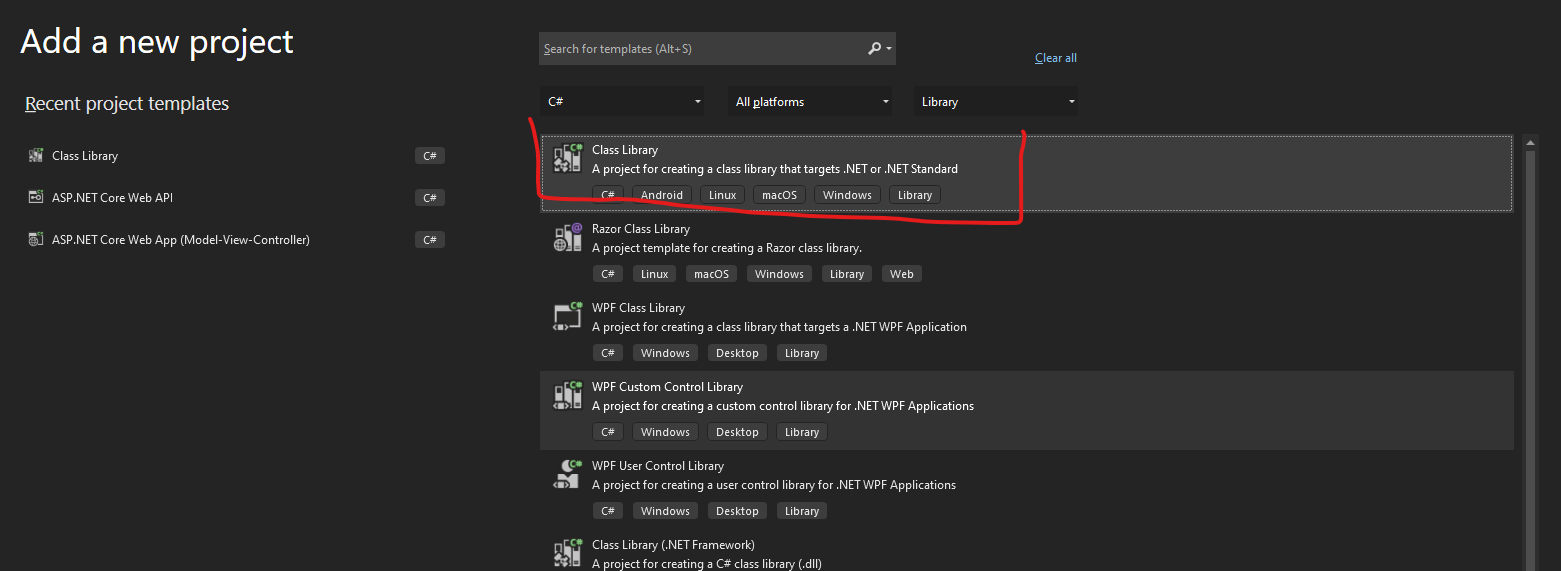 Add a new project
Search for templates (Alt+S)
Clear all
Recent project templates
C#
All platforms
Library
Class Library
C#
ASP.NET Core Web API
C#
ASP.NET Core Web App (Model-View-Controller)
C#
Class Library
A project for creating a class library that targets .NET or .NET Standard
C# Android Linux macOS Windows Library
Razor Class Library
A project template for creating a Razor class library.
C# Linux macOS Windows Library Web
WPF Class Library
A project for creating a class library that targets a .NET WPF Application
C# Windows Desktop Library
WPF Custom Control Library
A project for creating a custom control library for .NET WPF Applications
C# Windows Desktop Library
WPF User Control Library
A project for creating a user control library for .NET WPF Applications
C# Windows Desktop Library
Class Library (.NET Framework)
A project for creating a C# class library (.dll)